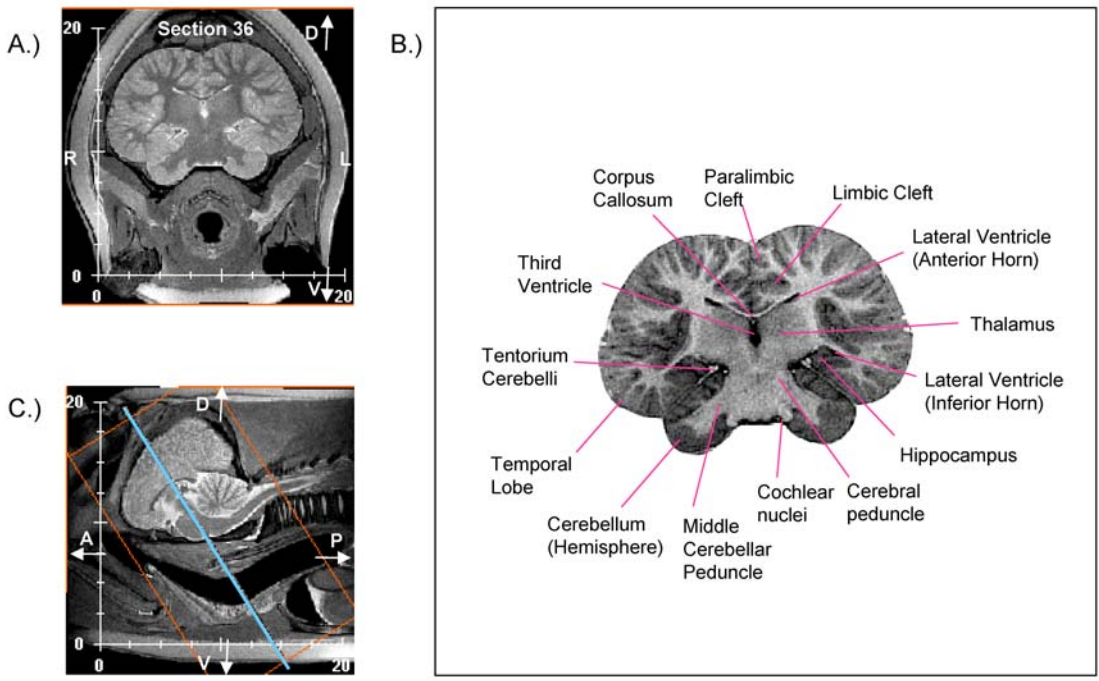 A.)
20
Section 36
D
R
L
0
V
0
20
B.)
Corpus
Callosum
Paralimbic
Cleft
Limbic Cleft
Lateral Ventricle
(Anterior Horn)
Third
Ventricle
Thalamus
Tentorium
Cerebelli
Lateral Ventricle
(Inferior Horn)
Hippocampus
Temporal
Lobe
Cochlear
nuclei
Cerebral
peduncle
Cerebellum
(Hemisphere)
Middle
Cerebellar
Peduncle
C.)
20
D
A
P
0
V
0
20